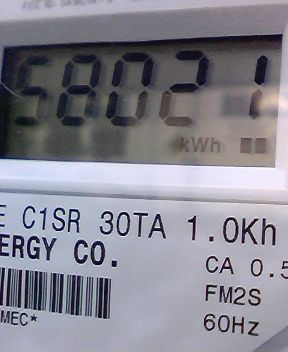 58021
kWh
E C1SR 30TA 1.0Kh
ERGY CO.
CA 0.5
FM2S
MEC*
60Hz